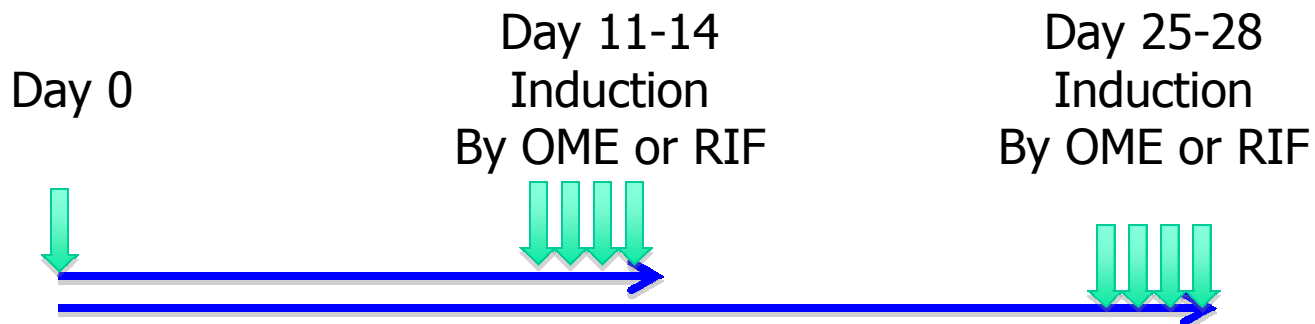 Day 0
Day 11-14
Induction
By OME or RIF
Day 25-28
Induction
By OME or RIF